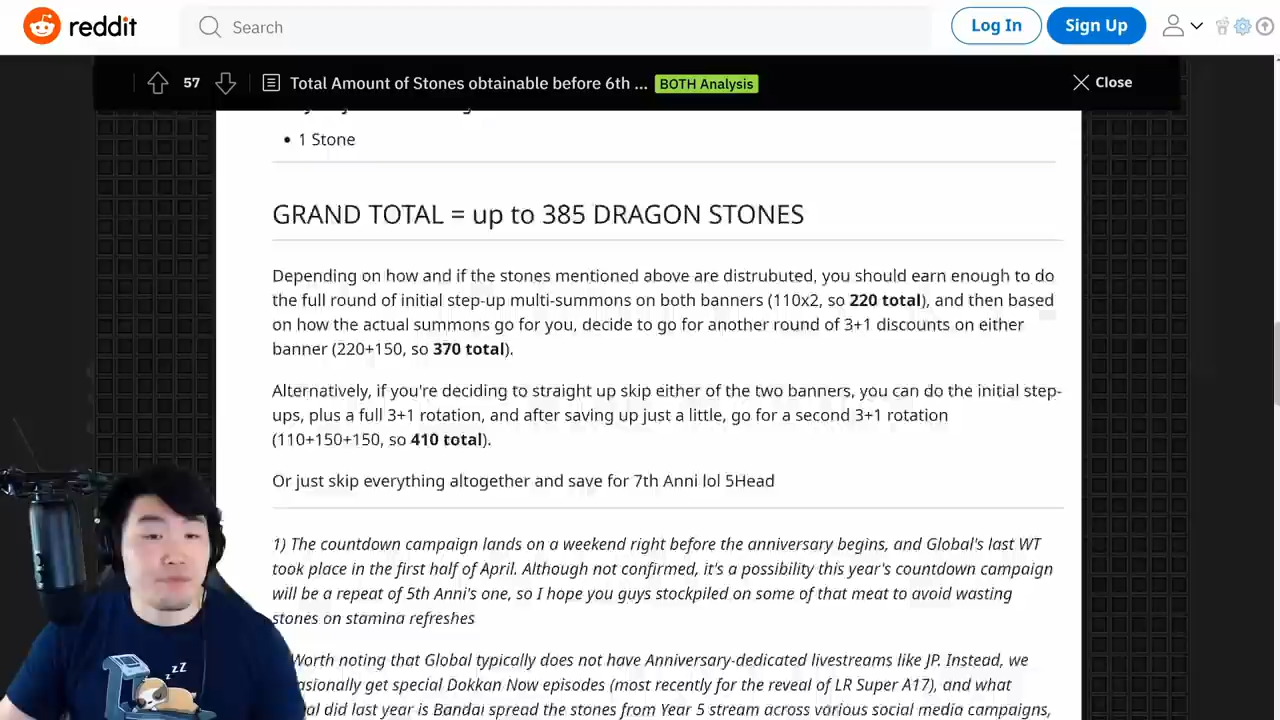 reddit
Search
Log In
Sign Up
57
Total Amount of Stones obtainable before 6th ...
BOTH Analysis
Close
• 1 Stone
GRAND TOTAL = up to 385 DRAGON STONES
Depending on how and if the stones mentioned above are distrubuted, you should earn enough to do
the full round of initial step-up multi-summons on both banners (110x2, so 220 total), and then based
on how the actual summons go for you, decide to go for another round of 3+1 discounts on either
banner (220+150, so 370 total).
Alternatively, if you're deciding to straight up skip either of the two banners, you can do the initial step-
ups, plus a full 3+1 rotation, and after saving up just a little, go for a second 3+1 rotation
(110+150+150, so 410 total).
Or just skip everything altogether and save for 7th Anni lol 5Head
1) The countdown campaign lands on a weekend right before the anniversary begins, and Global's last WT
took place in the first half of April. Although not confirmed, it's a possibility this year's countdown campaign
will be a repeat of 5th Anni's one, so I hope you guys stockpiled on some of that meat to avoid wasting
stones on stamina refreshes
Worth noting that Global typically does not have Anniversary-dedicated livestreams like JP. Instead, we
get special Dokkan Now episodes (most recently for the reveal of LR Super A17), and what
did last year Bandai spread the stones from Year 5 stream across various social media campaigns,
z z Z